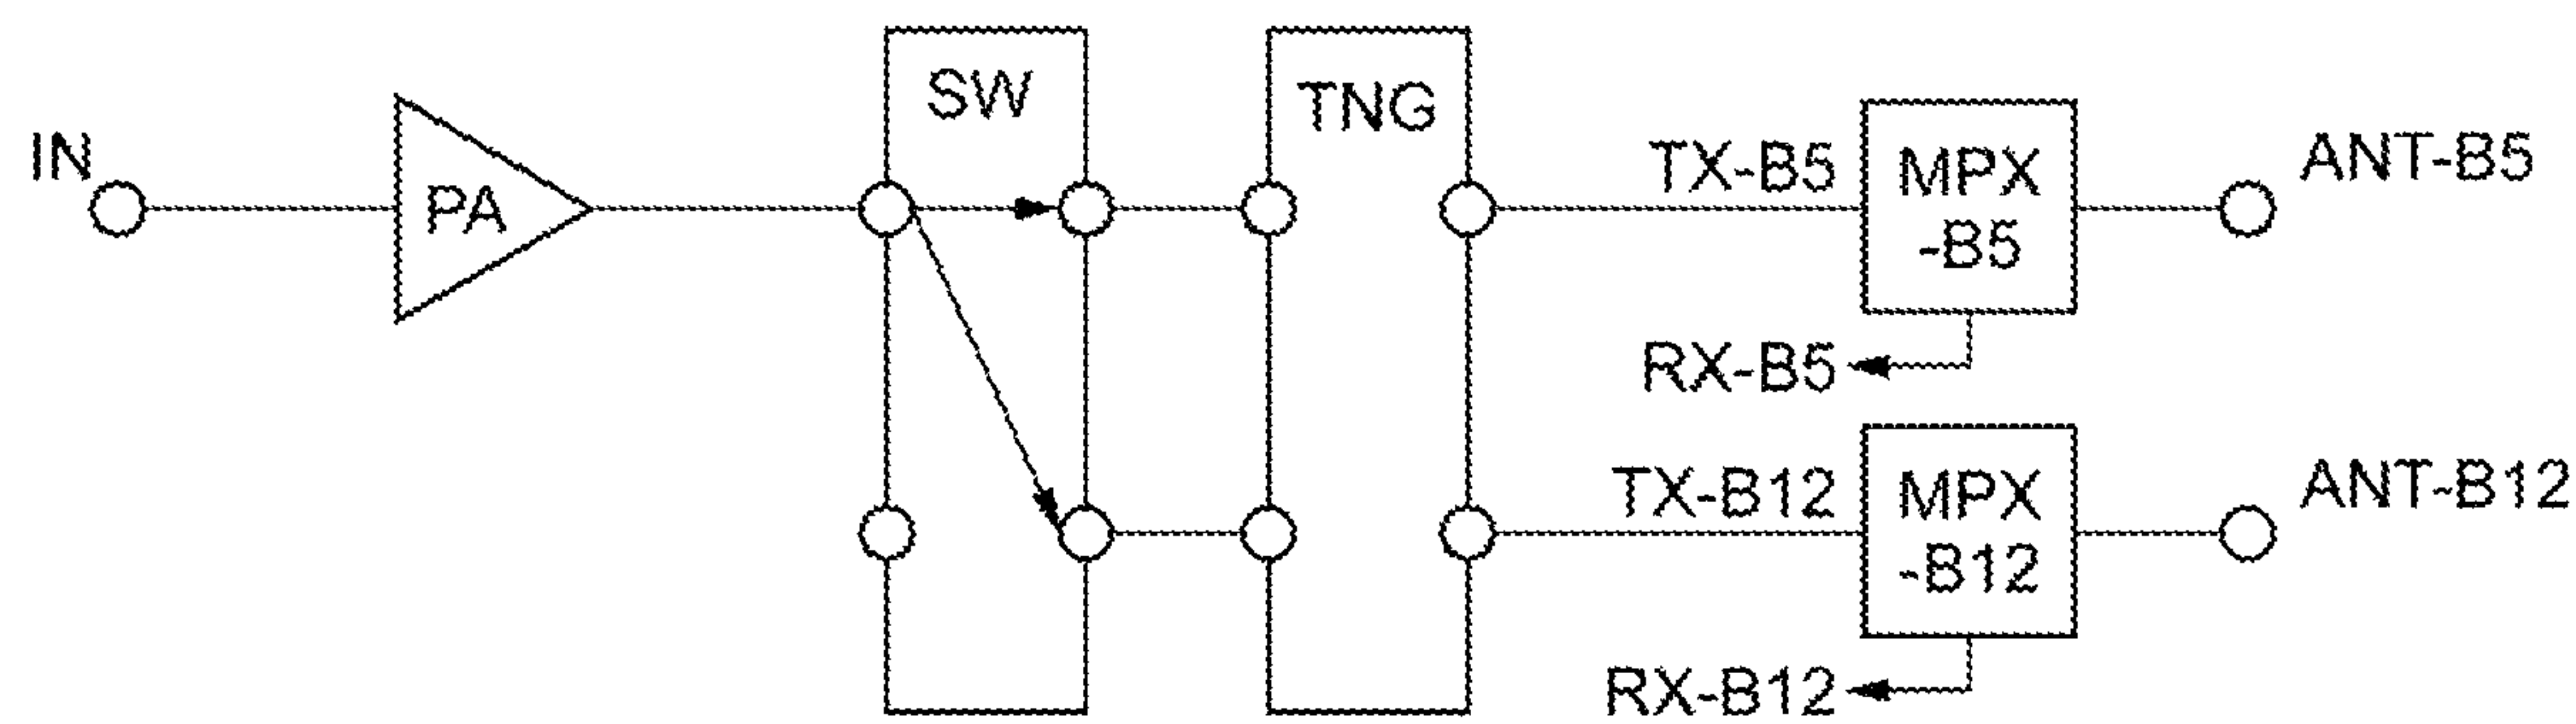 IN
PA
SW
TNG
TX-B5
MPX
-B5
ANT-B5
RX-B5
TX-B12
MPX
-B12
ANT-B12
RX-B12